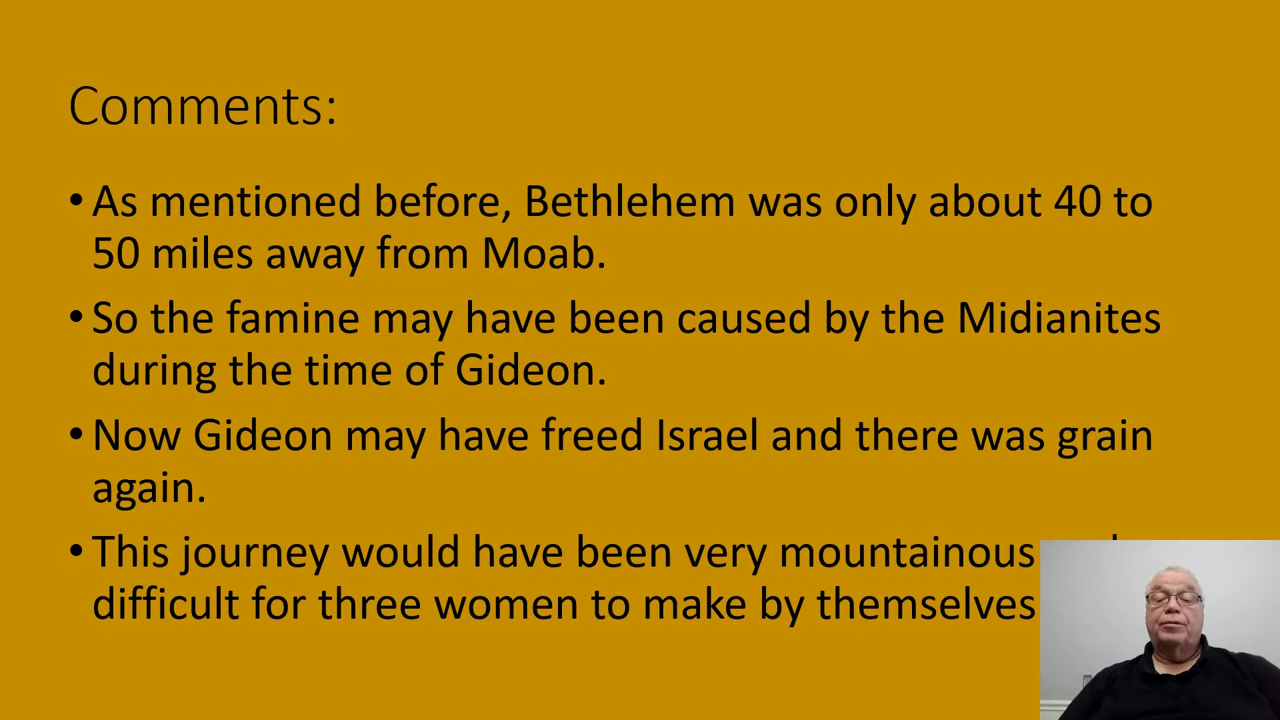 Comments:
• As mentioned before, Bethlehem was only about 40 to
50 miles away from Moab.
• So the famine may have been caused by the Midianites
during the time of Gideon.
• Now Gideon may have freed Israel and there was grain
again.
• This journey would have been very mountainous
difficult for three women to make by themselves